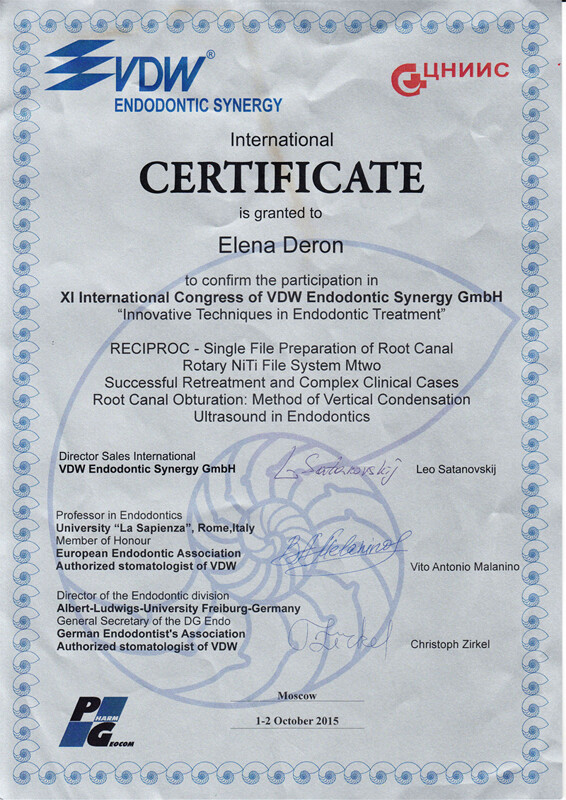 VDW®
ENDODONTIC SYNERGY
ЦНИИС
International
CERTIFICATE
is granted to
Elena Deron
to confirm the participation in
XI International Congress of VDW Endodontic Synergy GmbH
“Innovative Techniques in Endodontic Treatment”
RECIPROC - Single File Preparation of Root Canal
Rotary NiTi File System Mtwo
Successful Retreatment and Complex Clinical Cases
Root Canal Obturation: Method of Vertical Condensation
Ultrasound in Endodontics
Director Sales International
VDW Endodontic Synergy GmbH
L Satanovskij
Leo Satanovskij
Professor in Endodontics
University “La Sapienza”, Rome,Italy
Member of Honour
European Endodontic Association
Authorized stomatologist of VDW
Vito Antonio Malanino
Director of the Endodontic division
Albert-Ludwigs-University Freiburg-Germany
General Secretary of the DG Endo
German Endodontist's Association
Authorized stomatologist of VDW
Zirkel
Christoph Zirkel
Moscow
1-2 October 2015
PHARM
GEOCOM